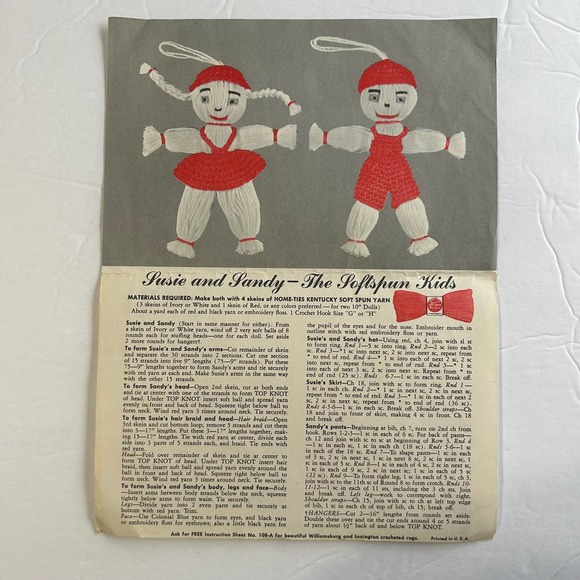 Susie and Sandy—The Softspun Kids
MATERIALS REQUIRED: Make both with 4 skeins of HOME-TIES KENTUCKY SOFT SPUN YARN
(3 skeins of Ivory or White and 1 skein of Red, or any colors preferred—for two 10" Dolls)
About a yard each of red and black yarn or embroidery floss. 1 Crochet Hook Size "G" or "H"
Susie and Sandy (Start in same manner for either). From
a skein of Ivory or White yarn, wind off 2 very small balls of 8
rounds each for stuffing heads—one for each doll. Set aside
2 more rounds for hangers†.
To form Susie's and Sandy's arms—Cut remainder of skein
and separate the 30 strands into 2 sections. Cut one section
of 15 strands into five 9" lengths (75—9" lengths). Put these
75—9" lengths together for Sandy's arms and tie securely
with red yarn at each end. Make Susie's arms in the same way
with the other 15 strands.
To form Sandy's head—Open 2nd skein, cut at both ends
and tie at center with one of the strands to form TOP KNOT
of head. Under TOP KNOT insert soft ball and spread yarn
evenly in front and back of head. Squeeze tightly below ball to
form neck. Wind red yarn 3 times around neck. Tie securely.
To form Susie's hair braid and head—Hair braid—Open
3rd skein and cut bottom loop; remove 5 strands and cut them
into 3—17" lengths. Put these 3—17" lengths together, mak-
ing 15—17" lengths. Tie with red yarn at center, divide each
side into 3 parts of strands each, and braid. Tie ends with
red yarn.
Head—Fold over remainder of skein and tie at center to
form TOP KNOT of head. Under TOP KNOT insert hair
braid, then insert soft ball and spread yarn evenly around the
ball in front and back of head. Squeeze tightly below ball to
form neck. Wind red yarn 3 times around neck. Tie securely.
To form Susie's and Sandy's body, legs and face—Body
—Insert arms between body strands below the neck, squeeze
tightly below arms to form waist. Tie securely.
Legs—Divide yarn into 2 even parts and tie at bottom and
around with red yarn. Trim.
Face—Use Colonial Blue yarn to form eyes, and black yarn
or embroidery floss for eyebrows; also a little black yarn for
the pupil of the eyes and for the nose. Embroider mouth in
outline stitch with red embroidery floss or yarn.
Susie's and Sandy's hat—Using red, ch 4, join with sl st
to form ring. Rnd 1—5 sc into ring. Rnd 2—2 sc into each
sc. Rnd 3—* 1 sc into next sc, 2 sc into next sc, repeat from
* to end of rnd. Rnd 4—* 1 sc into each of next 2 sc, 2 sc
into next sc, repeat from * to end of rnd. Rnd 5—* 1 sc
into each of next 3 sc, 2 sc into next sc. Repeat from * to
end of rnd (25 sc). Rnds 6-7—1 sc in each sc. Break off.
Susie's Skirt—Ch 18, join with sc to form ring. Rnd 1—
1 sc in each ch. Rnd 2—* 1 sc in next sc, 2 sc in next sc,
repeat from * to end of rnd. Rnd 3—* 1 sc in each of next
2 sc, 2 sc in next sc, repeat from * to end of rnd (36 sc).
Rnds 4-5-6—1 sc in each sc. Break off. Shoulder straps—Ch
18 and join to front of skirt, making 4 sc in front. Ch 18
and break off.
Sandy's pants—Beginning at bib, ch 7, turn on 2nd ch from
hook. Rows 1-2-3—1 sc in each of 6 sc. For back of pants—
ch 12 and join with sc to sc at beginning of Row 3. Rnd 4
—1 sc in each of 6 sc and 12 ch (18 sc). Rnds 5-6—1 sc
in each of the 18 sc. Rnd 7—To shape pants—1 sc in each
of 3 sc, 2 sc in next sc, 1 sc in each of 8 sc, 2 sc in next sc,
1 sc in each of 5 sc. Rnd 8—1 sc in each of 4 sc, 2 sc in next sc,
1 sc in each of 9 sc, 2 sc in next sc; 1 sc in each of 5 sc
(22 sc). Rnd 9—To form right leg, 1 sc in each of 5 sc, ch 3,
join with sc to the 11th sc of Round 8 to form crotch. Rnds 10-
11-12—1 sc in each of 11 sts, including the 3 ch sts. Join
and break off. Left leg—work to correspond with right.
Shoulder straps—Ch 15, join with sc to ch at left top edge
of bib, 1 sc in each ch of top of bib, ch 15; break off.
†HANGERS—Cut 2—16" lengths from rounds set aside.
Double these over and tie the cut ends around 4 or 5 strands
of yarn about ½" back of and below TOP KNOT.
Ask for FREE Instruction Sheet No. 108-A for beautiful Williamsburg and Lexington crocheted rugs.
Printed in U.S.A.